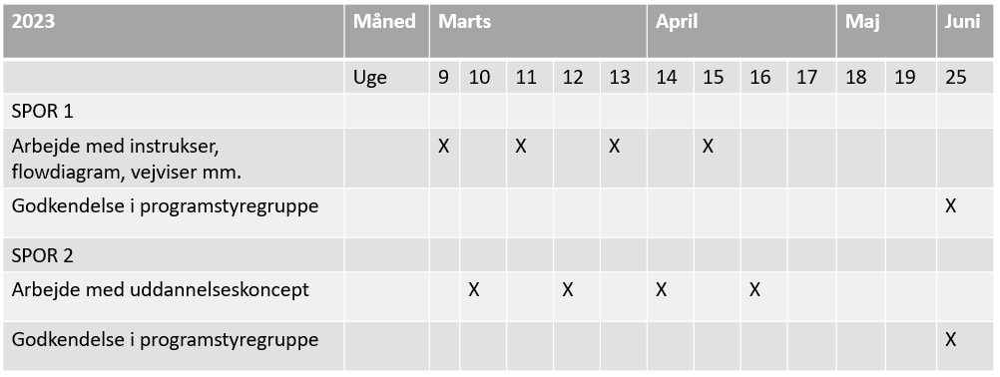 2023 Måned Marts April Maj Juni
Uge 9 10 11 12 13 14 15 16 17 18 19 25
SPOR 1
Arbejde med instrukser, X X X X
flowdiagram, vejviser mm.
Godkendelse i programstyregruppe X
SPOR 2
Arbejde med uddannelseskoncept X X X X
Godkendelse i programstyregruppe X